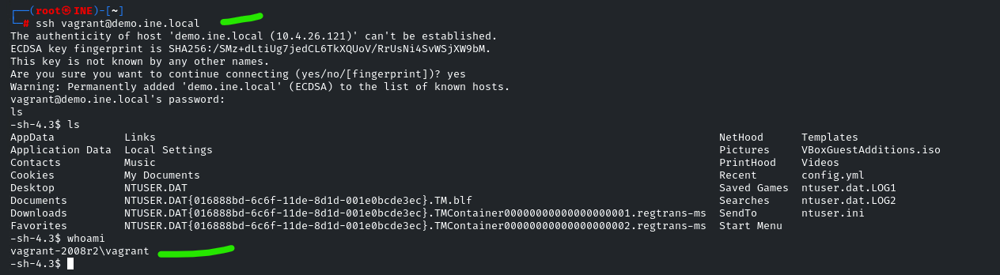 ┌──(root㉿INE)-[~]
└─# ssh vagrant@demo.ine.local
The authenticity of host 'demo.ine.local (10.4.26.121)' can't be established.
ECDSA key fingerprint is SHA256:/SMz+dLtiUg7jedCL6TkXQUoV/RrUsNi4SvWSjXW9bM.
This key is not known by any other names.
Are you sure you want to continue connecting (yes/no/[fingerprint])? yes
Warning: Permanently added 'demo.ine.local' (ECDSA) to the list of known hosts.
vagrant@demo.ine.local's password:
ls
-sh-4.3$ ls
AppData Links NetHood Templates
Application Data Local Settings Pictures VBoxGuestAdditions.iso
Contacts Music PrintHood Videos
Cookies My Documents Recent config.yml
Desktop NTUSER.DAT Saved Games ntuser.dat.LOG1
Documents NTUSER.DAT{016888bd-6c6f-11de-8d1d-001e0bcde3ec}.TM.blf Searches ntuser.dat.LOG2
Downloads NTUSER.DAT{016888bd-6c6f-11de-8d1d-001e0bcde3ec}.TMContainer00000000000000000001.regtrans-ms SendTo ntuser.ini
Favorites NTUSER.DAT{016888bd-6c6f-11de-8d1d-001e0bcde3ec}.TMContainer00000000000000000002.regtrans-ms Start Menu
-sh-4.3$ whoami
vagrant-2008r2\vagrant
-sh-4.3$